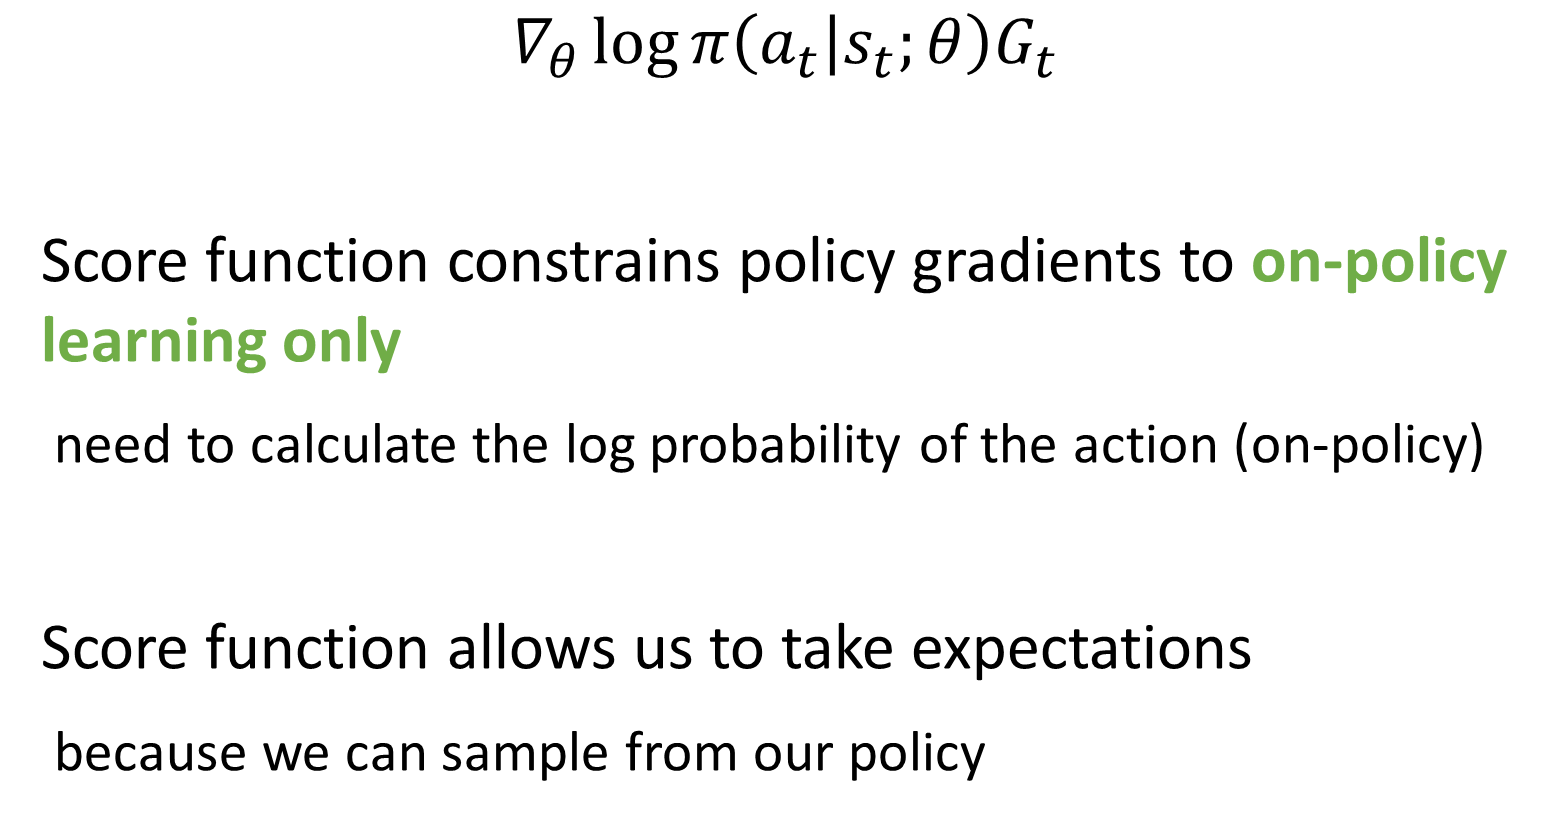 ∇θ log π(aₜ|sₜ; θ)Gₜ
Score function constrains policy gradients to on-policy
learning only
need to calculate the log probability of the action (on-policy)
Score function allows us to take expectations
because we can sample from our policy